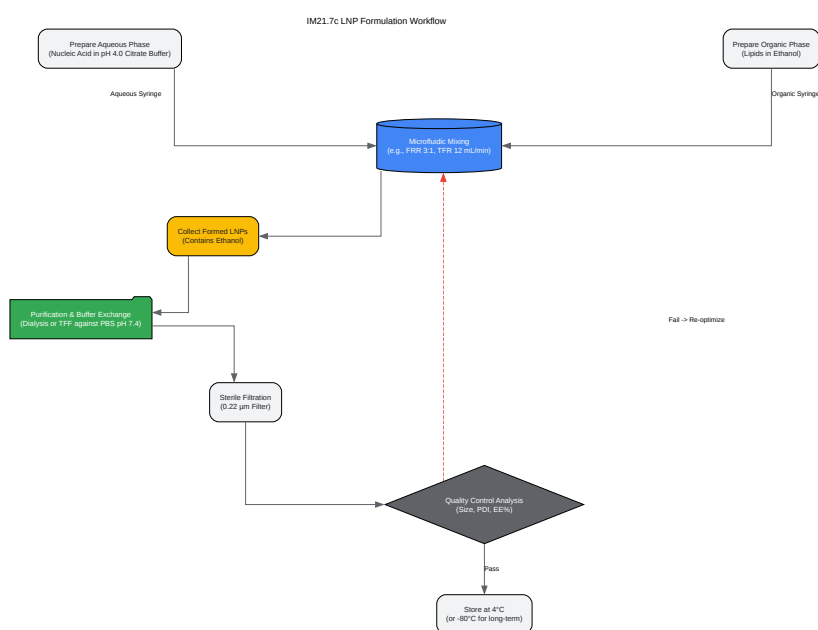 IM21.7c LNP Formulation Workflow
Prepare Aqueous Phase
(Nucleic Acid in pH 4.0 Citrate Buffer)
Prepare Organic Phase
(Lipids in Ethanol)
Aqueous Syringe
Organic Syringe
Microfluidic Mixing
(e.g., FRR 3:1, TFR 12 mL/min)
Collect Formed LNPs
(Contains Ethanol)
Purification & Buffer Exchange
(Dialysis or TFF against PBS pH 7.4)
Fail -> Re-optimize
Sterile Filtration
(0.22 µm Filter)
Quality Control Analysis
(Size, PDI, EE%)
Pass
Store at 4°C
(or -80°C for long-term)